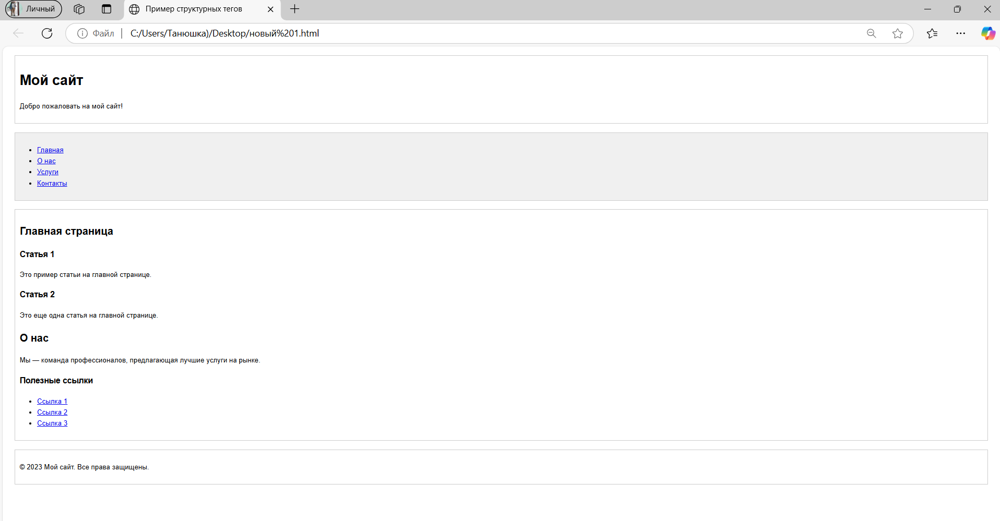 Личный
Пример структурных тегов
Файл
C:/Users/Танюшка)/Desktop/новый%201.html
Мой сайт
Добро пожаловать на мой сайт!
Главная
О нас
Услуги
Контакты
Главная страница
Статья 1
Это пример статьи на главной странице.
Статья 2
Это еще одна статья на главной странице.
О нас
Мы — команда профессионалов, предлагающая лучшие услуги на рынке.
Полезные ссылки
Ссылка 1
Ссылка 2
Ссылка 3
© 2023 Мой сайт. Все права защищены.